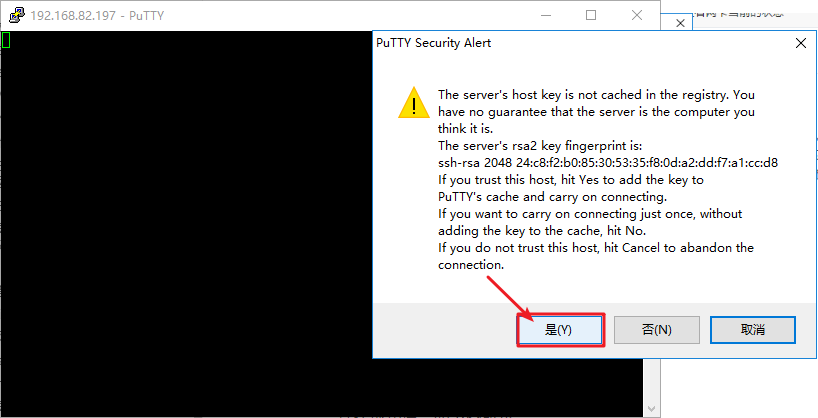 192.168.82.197 - PuTTY
PuTTY Security Alert
The server's host key is not cached in the registry. You
have no guarantee that the server is the computer you
think it is.
The server's rsa2 key fingerprint is:
ssh-rsa 2048 24:c8:f2:b0:85:30:53:35:f8:0d:a2:dd:f7:a1:cc:d8
If you trust this host, hit Yes to add the key to
PuTTY's cache and carry on connecting.
If you want to carry on connecting just once, without
adding the key to the cache, hit No.
If you do not trust this host, hit Cancel to abandon the
connection.
是(Y) 否(N) 取消